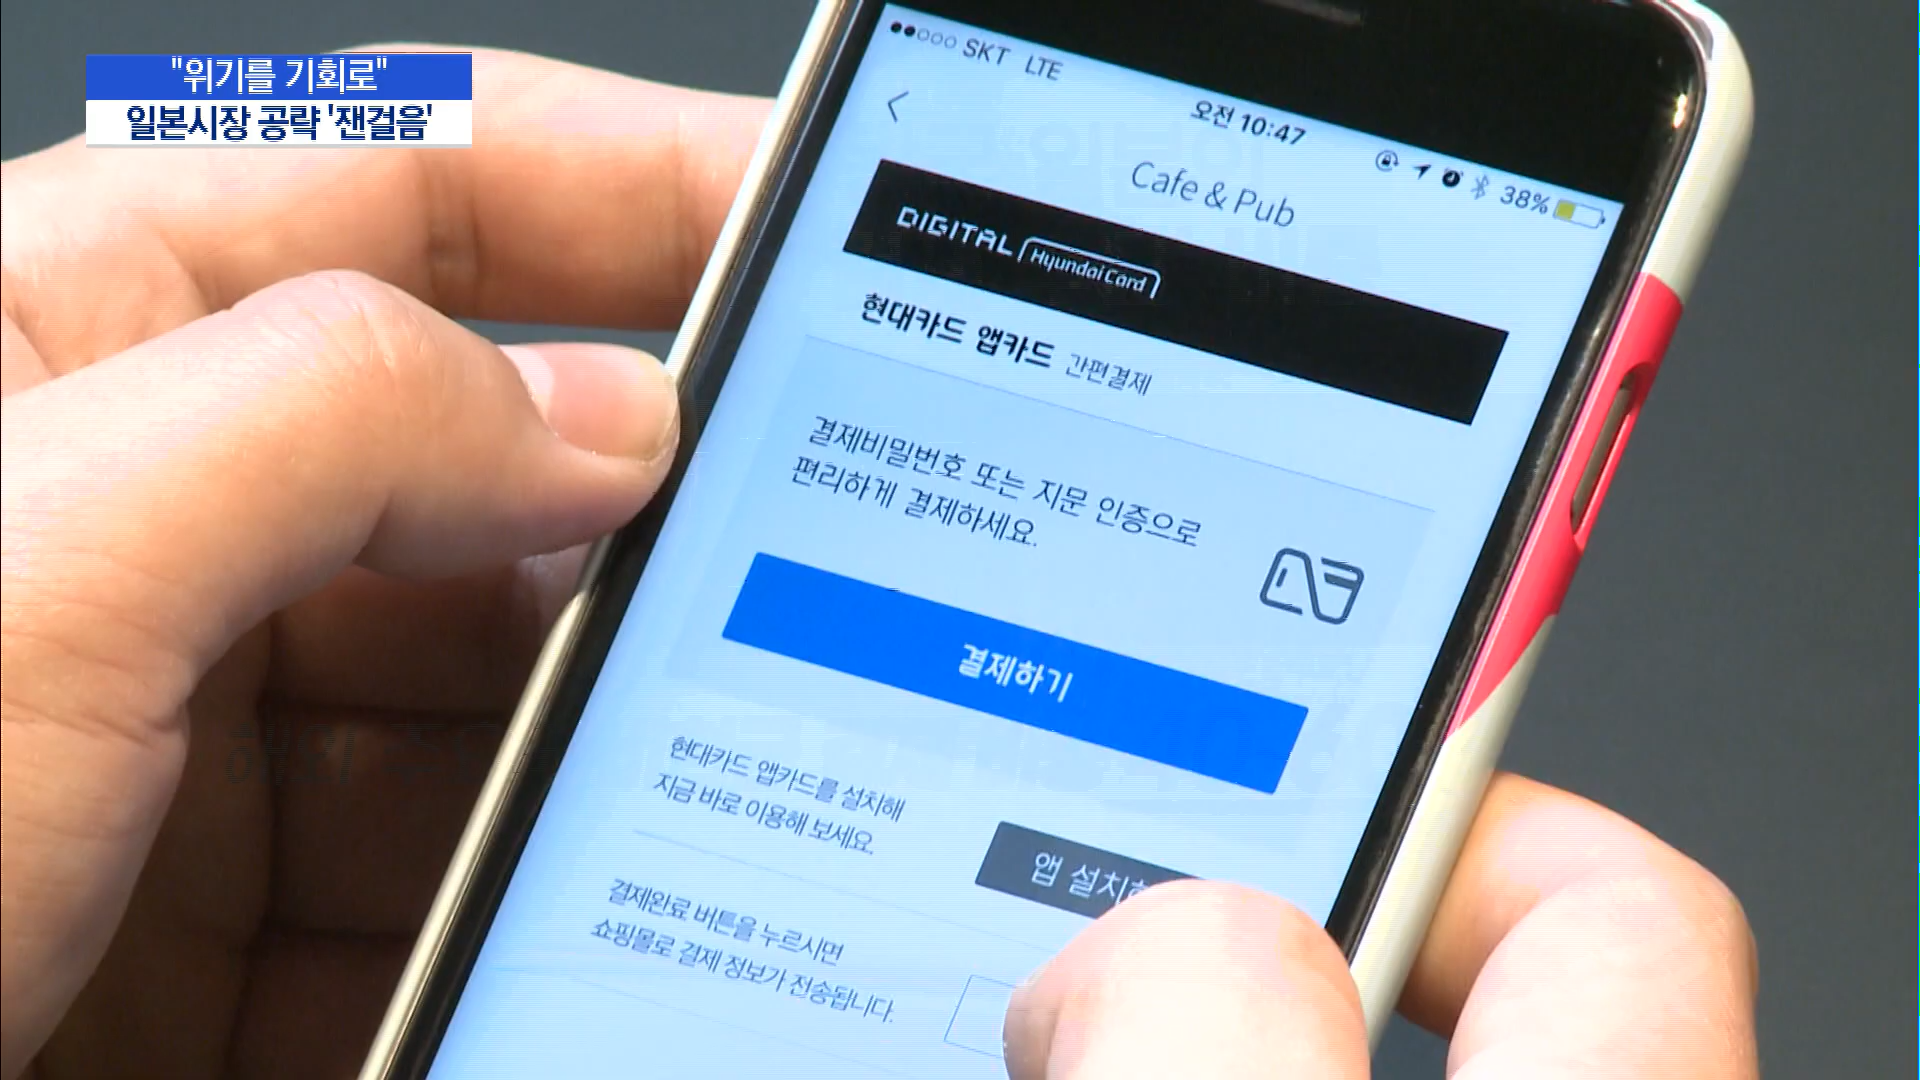 "위기를 기회로"
일본시장 공략 '잰걸음'
SKT LTE
오전 10:47
38%
Cafe & Pub
DIGITAL Hyundai Card
현대카드 앱카드 간편결제
결제비밀번호 또는 지문 인증으로
편리하게 결제하세요.
결제하기
현대카드 앱카드를 설치해
지금 바로 이용해 보세요.
앱 설치하
결제완료 버튼을 누르시면
쇼핑몰로 결제 정보가 전송됩니다.
해외 주요